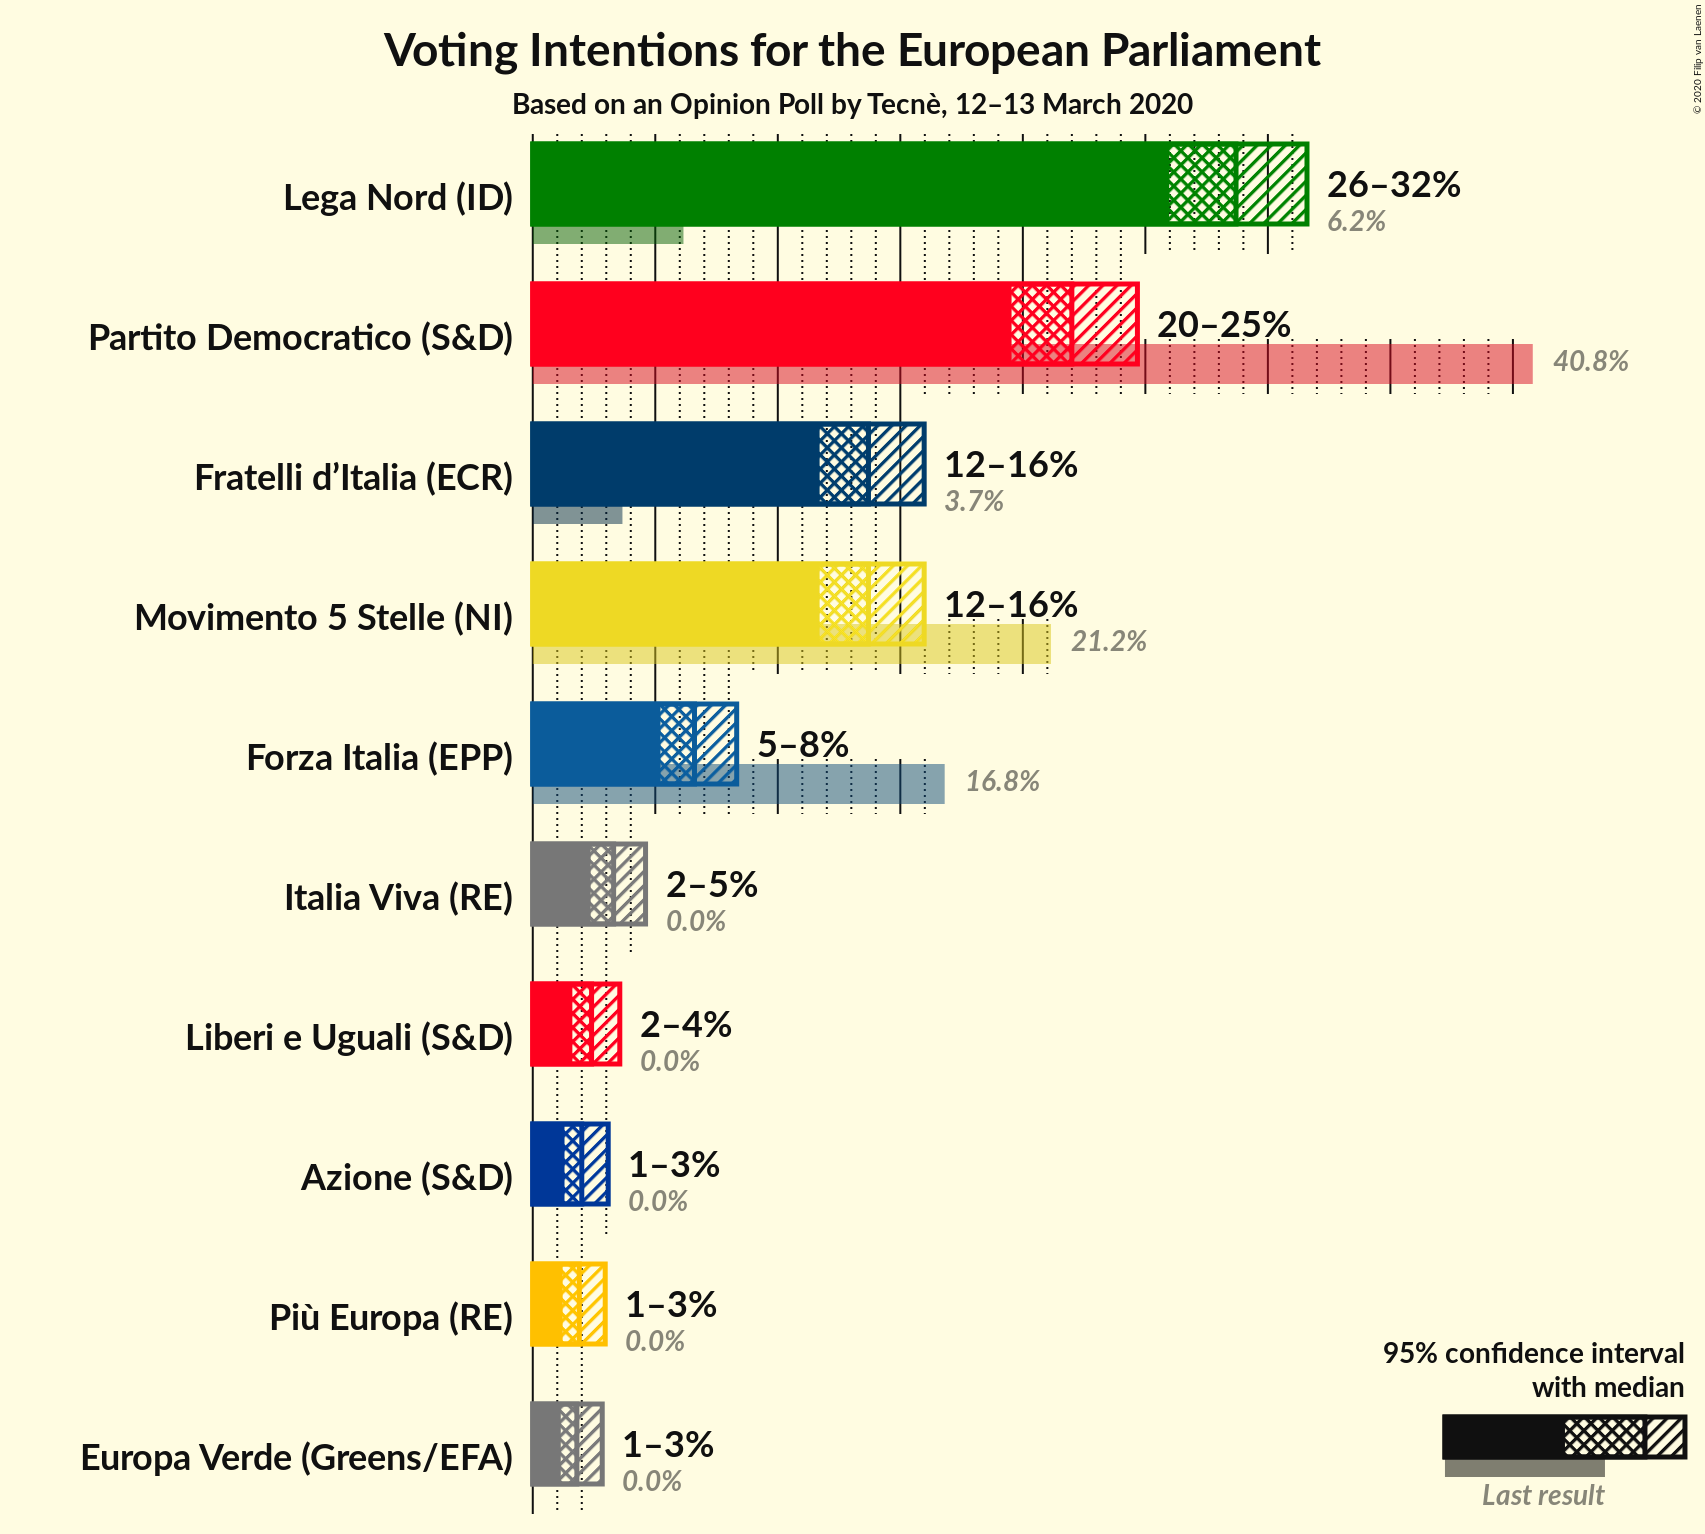 Voting Intentions for the European Parliament
Based on an Opinion Poll by Tecnè, 12–13 March 2020
© 2020 Filip van Laenen
Lega Nord (ID)
26–32%
6.2%
Partito Democratico (S&D)
20–25%
40.8%
Fratelli d’Italia (ECR)
12–16%
3.7%
Movimento 5 Stelle (NI)
12–16%
21.2%
Forza Italia (EPP)
5–8%
16.8%
Italia Viva (RE)
2–5%
0.0%
Liberi e Uguali (S&D)
2–4%
0.0%
Azione (S&D)
1–3%
0.0%
Più Europa (RE)
1–3%
0.0%
Europa Verde (Greens/EFA)
1–3%
0.0%
95% confidence interval
with median
Last result